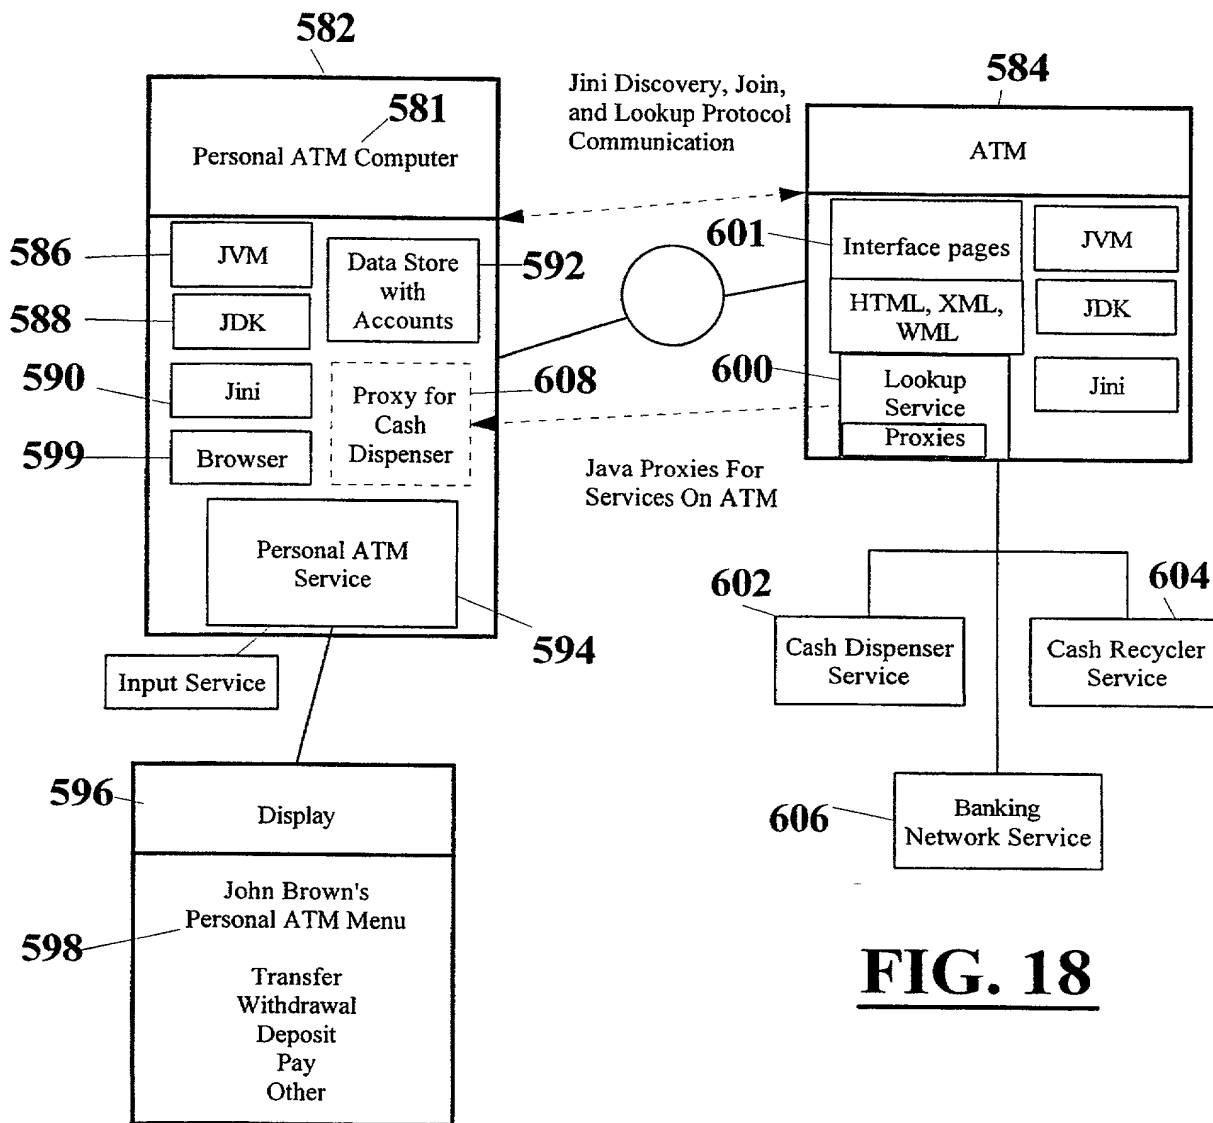 582
581
Personal ATM Computer
Jini Discovery, Join,
and Lookup Protocol
Communication
584
ATM
586
JVM
588
JDK
590
Jini
599
Browser
Data Store
with
Accounts
592
Proxy for
Cash
Dispenser
608
Personal ATM
Service
594
Input Service
601
Interface pages
HTML, XML,
WML
600
Lookup
Service
Proxies
JVM
JDK
Jini
Java Proxies For
Services On ATM
602
Cash Dispenser
Service
604
Cash Recycler
Service
606
Banking
Network Service
596
Display
598
John Brown's
Personal ATM Menu
Transfer
Withdrawal
Deposit
Pay
Other
FIG. 18